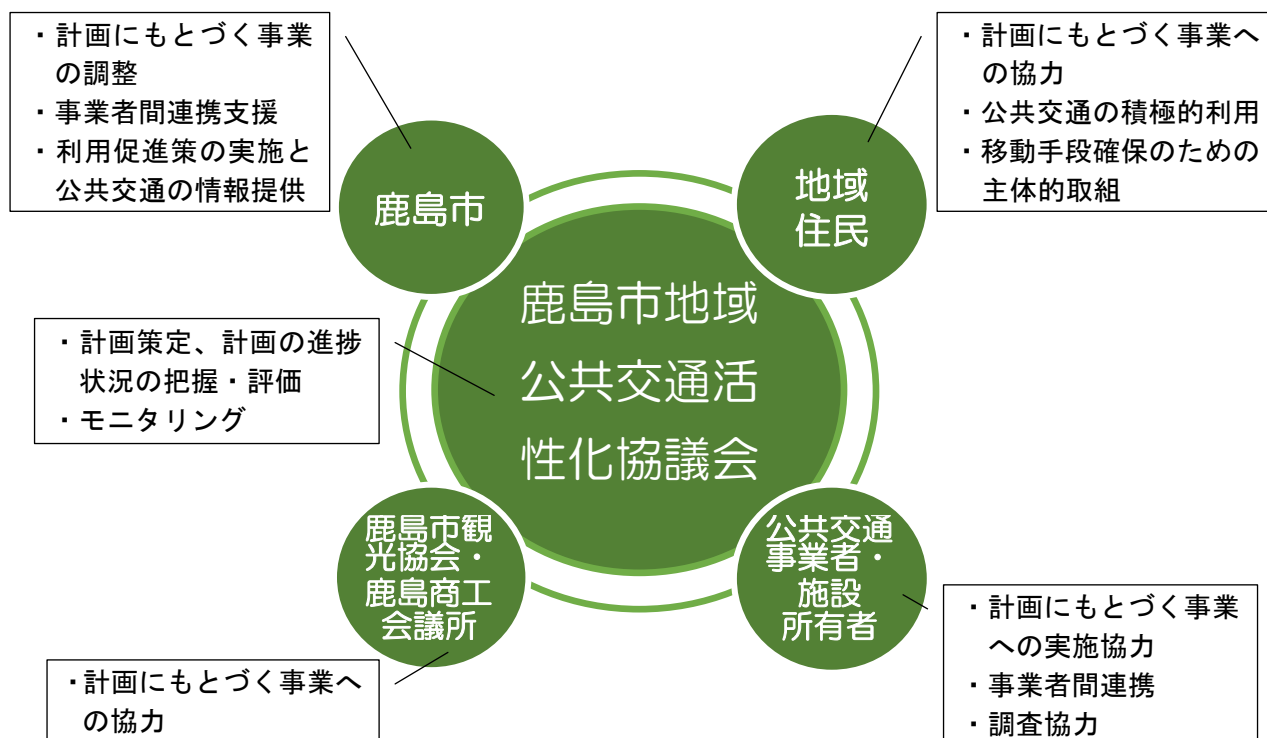 ・計画にもとづく事業
の調整
・事業者間連携支援
・利用促進策の実施と
公共交通の情報提供
鹿島市
・計画にもとづく事業へ
の協力
・公共交通の積極的利用
・移動手段確保のための
主体的取組
地域
住民
・計画策定、計画の進捗
状況の把握・評価
・モニタリング
鹿島市地域
公共交通活
性化協議会
鹿島市観
光協会・
鹿島商工
会議所
・計画にもとづく事業へ
の協力
公共交通
事業者・
施設
所有者
・計画にもとづく事業
への実施協力
・事業者間連携
・調査協力